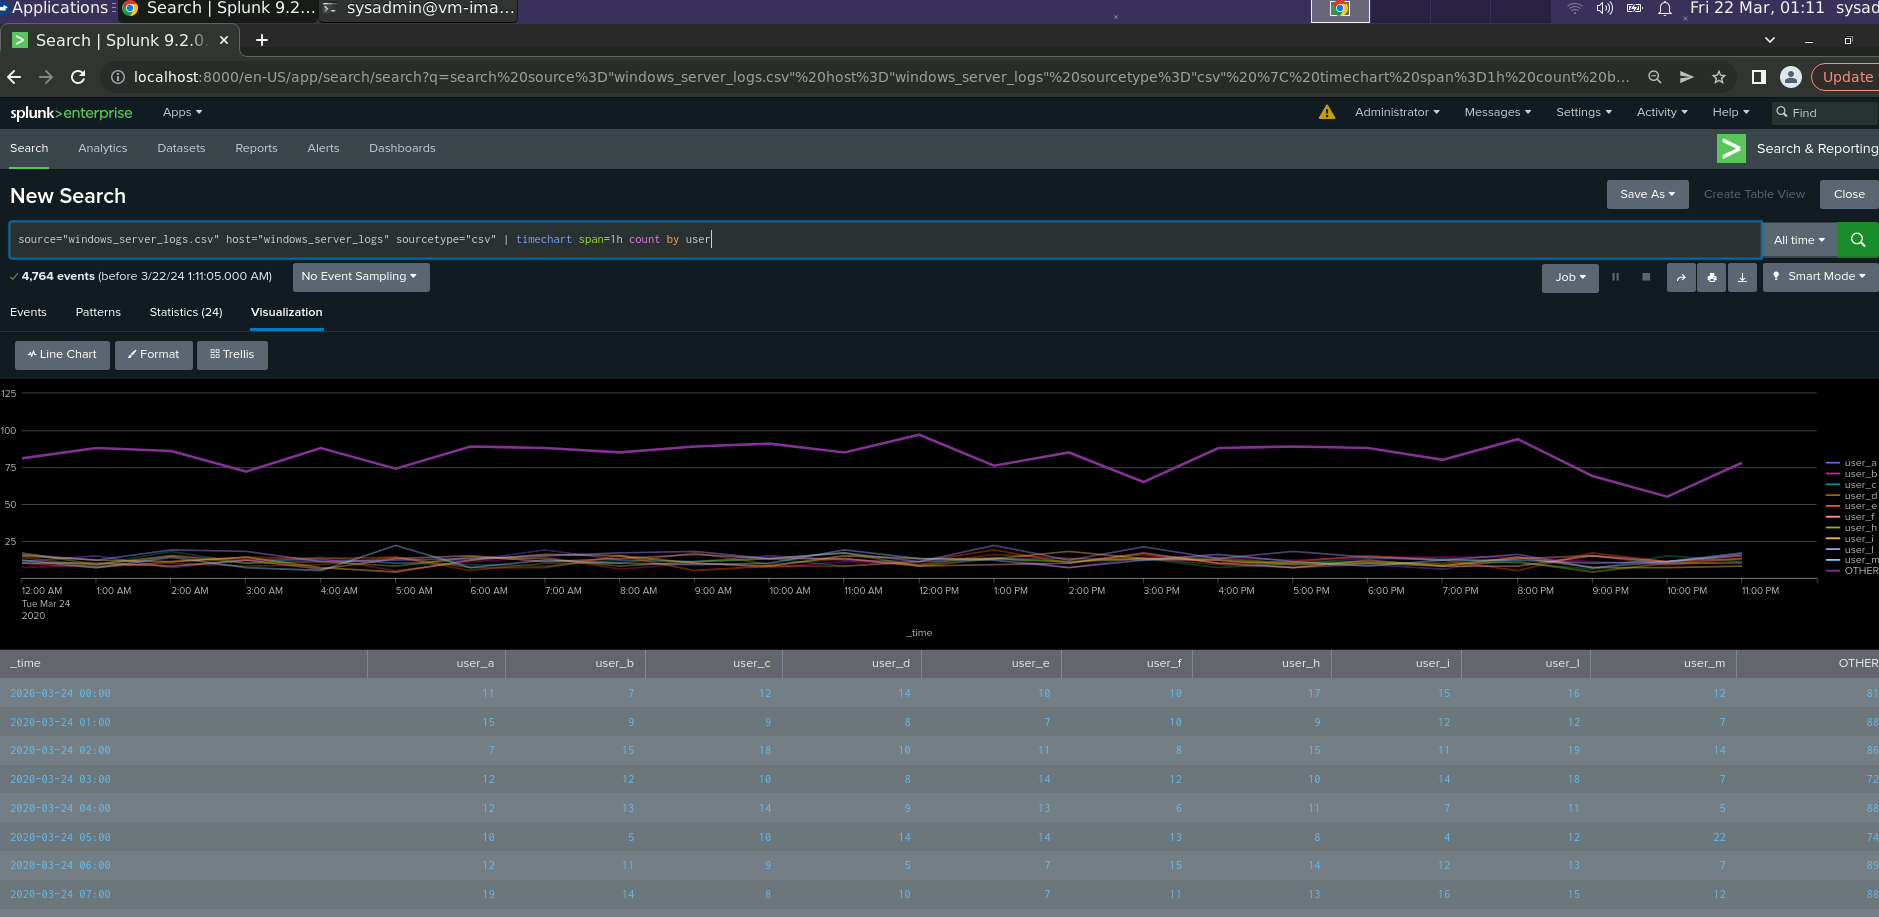 Applications
Search | Splunk 9.2...
sysadmin@vm-ima...
Fri 22 Mar, 01:11 sysad
Search | Splunk 9.2.0.
localhost:8000/en-US/app/search/search?q=search%20source%3D"windows_server_logs.csv"%20host%3D"windows_server_logs"%20sourcetype%3D"csv"%20%7C%20timechart%20span%3D1h%20count%20b...
Update
splunk>enterprise Apps
Administrator Messages Settings Activity Help Find
Search Analytics Datasets Reports Alerts Dashboards
Search & Reporting
New Search
Save As Create Table View Close
source="windows_server_logs.csv" host="windows_server_logs" sourcetype="csv" | timechart span=1h count by user
All time
4,764 events (before 3/22/24 1:11:05.000 AM) No Event Sampling
Job Smart Mode
Events Patterns Statistics (24) Visualization
Line Chart Format Trellis
125
100
75
50
25
user_a
user_b
user_c
user_d
user_e
user_f
user_h
user_i
user_l
user_m
OTHER
12:00 AM 1:00 AM 2:00 AM 3:00 AM 4:00 AM 5:00 AM 6:00 AM 7:00 AM 8:00 AM 9:00 AM 10:00 AM 11:00 AM 12:00 PM 1:00 PM 2:00 PM 3:00 PM 4:00 PM 5:00 PM 6:00 PM 7:00 PM 8:00 PM 9:00 PM 10:00 PM 11:00 PM
Tue Mar 24
2020
_time
_time user_a user_b user_c user_d user_e user_f user_h user_i user_l user_m OTHER
2020-03-24 00:00 11 7 12 14 10 10 17 15 16 12 81
2020-03-24 01:00 15 9 9 8 7 10 9 12 12 7 88
2020-03-24 02:00 7 15 18 10 11 8 15 11 19 14 86
2020-03-24 03:00 12 12 10 8 14 12 10 14 18 7 72
2020-03-24 04:00 12 13 14 9 13 6 11 7 11 5 88
2020-03-24 05:00 10 5 10 14 14 13 8 4 12 22 74
2020-03-24 06:00 12 11 9 5 7 15 14 12 13 7 89
2020-03-24 07:00 19 14 8 10 7 11 13 16 15 12 88